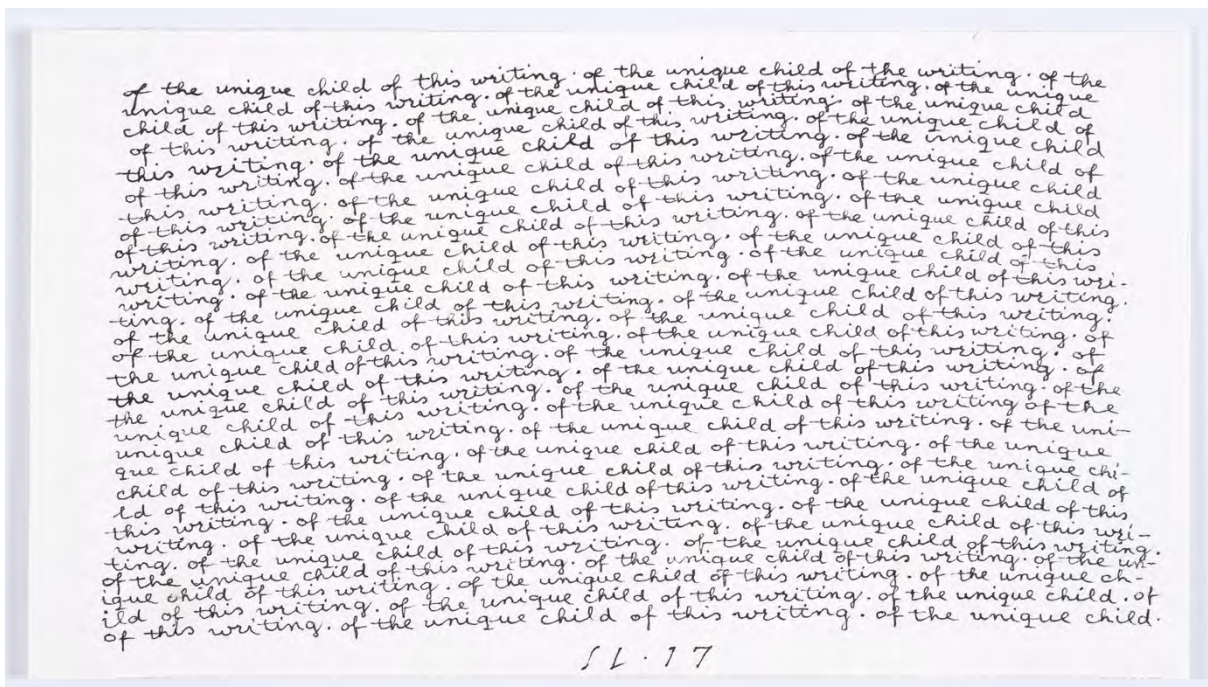 of the unique child of this writing. of the unique child of the writing. of the
unique child of this writing. of the unique child of this writing. of the unique
child of this writing. of the unique child of this writing. of the unique child
of this writing. of the unique child of this writing. of the unique child of
this writing. of the unique child of this writing. of the unique child
of this writing. of the unique child of this writing. of the unique child of
this writing. of the unique child of this writing. of the unique child
of this writing. of the unique child of this writing. of the unique child
of this writing. of the unique child of this writing. of the unique child of this
writing. of the unique child of this writing. of the unique child of this
writing. of the unique child of this writing. of the unique child of this
writing. of the unique child of this writing. of the unique child of this wri-
ting. of the unique child of this writing. of the unique child of this writing.
of the unique child of this writing. of the unique child of this writing.
of the unique child of this writing. of the unique child of this writing. of
the unique child of this writing. of the unique child of this writing. of
the unique child of this writing. of the unique child of this writing. of
the unique child of this writing. of the unique child of this writing. of the
unique child of this writing. of the unique child of this writing of the
unique child of this writing. of the unique child of this writing. of the uni-
que child of this writing. of the unique child of this writing. of the unique
child of this writing. of the unique child of this writing. of the unique chi-
ld of this writing. of the unique child of this writing. of the unique child of
this writing. of the unique child of this writing. of the unique child of this
writing. of the unique child of this writing. of the unique child of this wri-
ting. of the unique child of this writing. of the unique child of this writing.
of the unique child of this writing. of the unique child of this writing. of the un-
ique child of this writing. of the unique child of this writing. of the unique ch-
ild of this writing. of the unique child of this writing. of the unique child. of
of this writing. of the unique child of this writing. of the unique child.
SL. 17